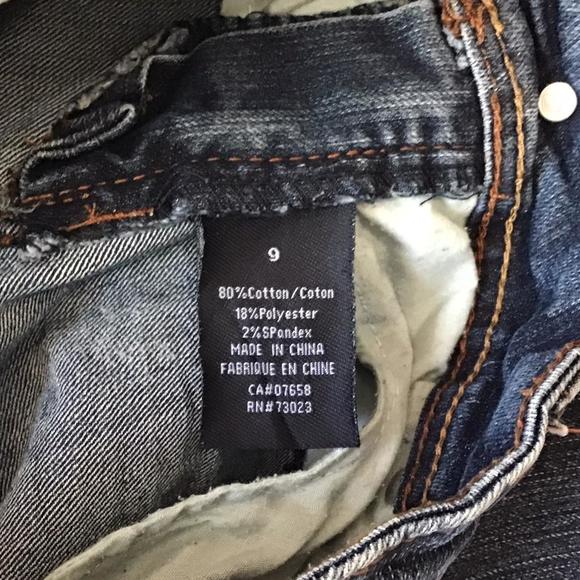 9
80%Cotton/Coton
18%Polyester
2%SPandex
MADE IN CHINA
FABRIQUE EN CHINE
CA#07658
RN#73023